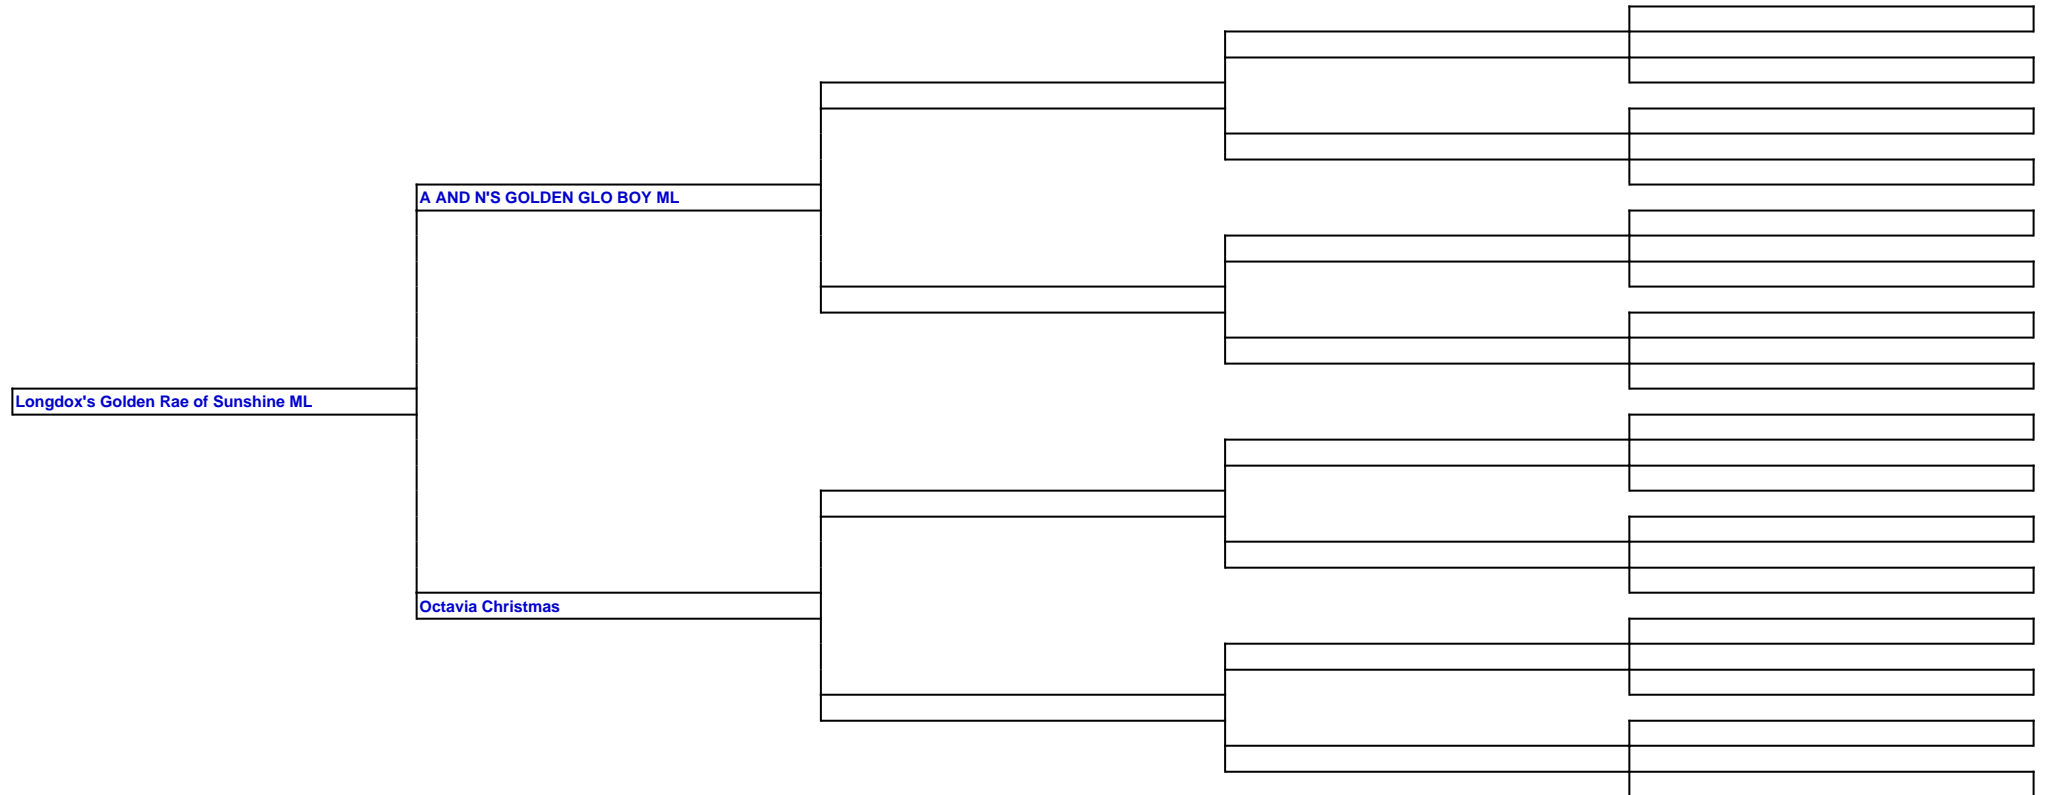 A AND N'S GOLDEN GLO BOY ML
Longdox's Golden Rae of Sunshine ML
Octavia Christmas